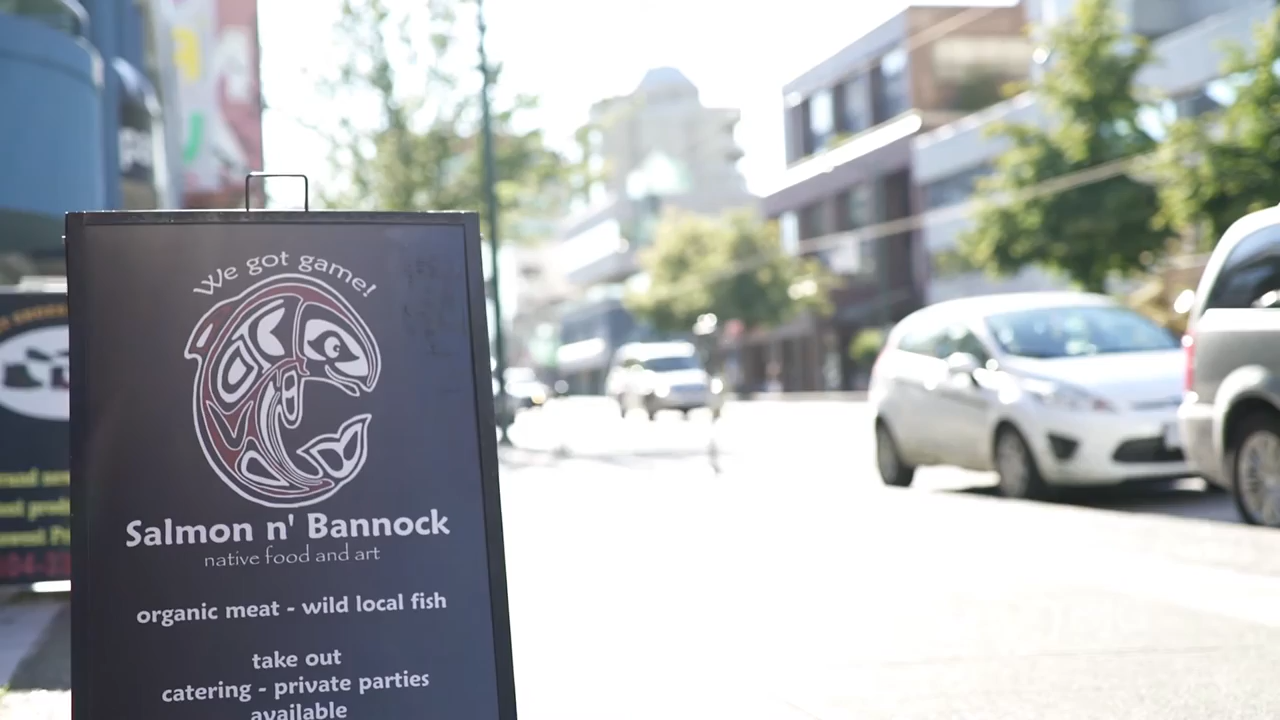 We got game!
Salmon n' Bannock
native food and art
organic meat - wild local fish
take out
catering - private parties
available